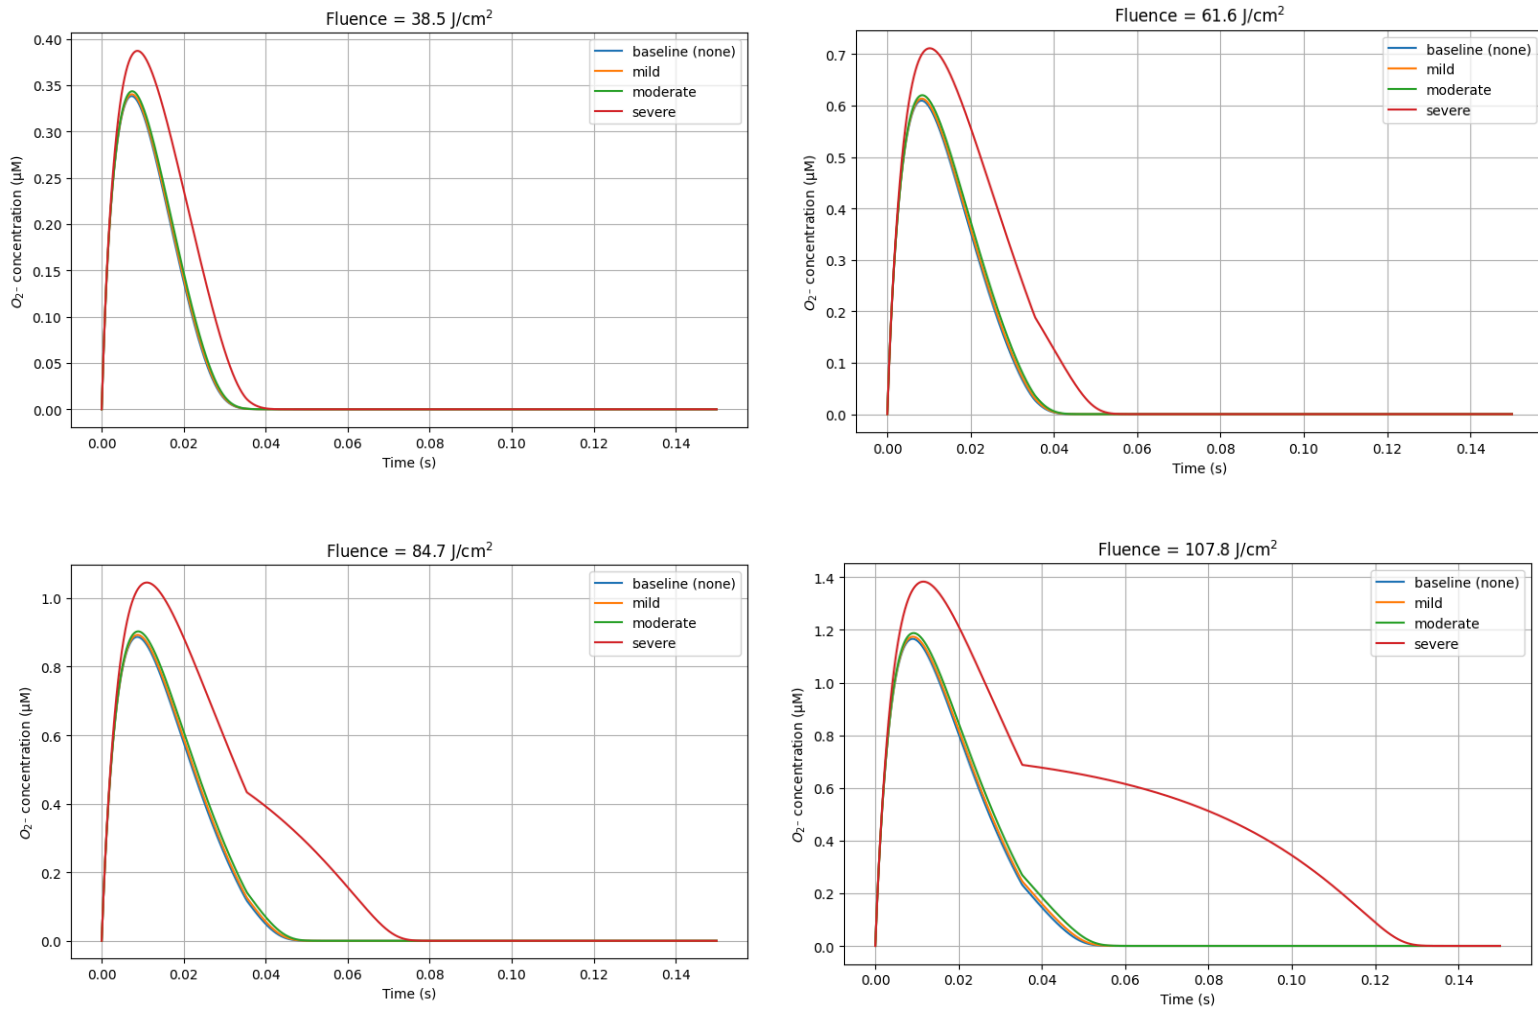 Fluence = 38.5 J/cm²
0.40
0.35
0.30
0.25
0.20
0.15
0.10
0.05
0.00
O₂- concentration (μM)
baseline (none)
mild
moderate
severe
0.00 0.02 0.04 0.06 0.08 0.10 0.12 0.14
Time (s)
Fluence = 61.6 J/cm²
0.7
0.6
0.5
0.4
0.3
0.2
0.1
0.0
O₂- concentration (μM)
baseline (none)
mild
moderate
severe
0.00 0.02 0.04 0.06 0.08 0.10 0.12 0.14
Time (s)
Fluence = 84.7 J/cm²
1.0
0.8
0.6
0.4
0.2
0.0
O₂- concentration (μM)
baseline (none)
mild
moderate
severe
0.00 0.02 0.04 0.06 0.08 0.10 0.12 0.14
Time (s)
Fluence = 107.8 J/cm²
1.4
1.2
1.0
0.8
0.6
0.4
0.2
0.0
O₂- concentration (μM)
baseline (none)
mild
moderate
severe
0.00 0.02 0.04 0.06 0.08 0.10 0.12 0.14
Time (s)